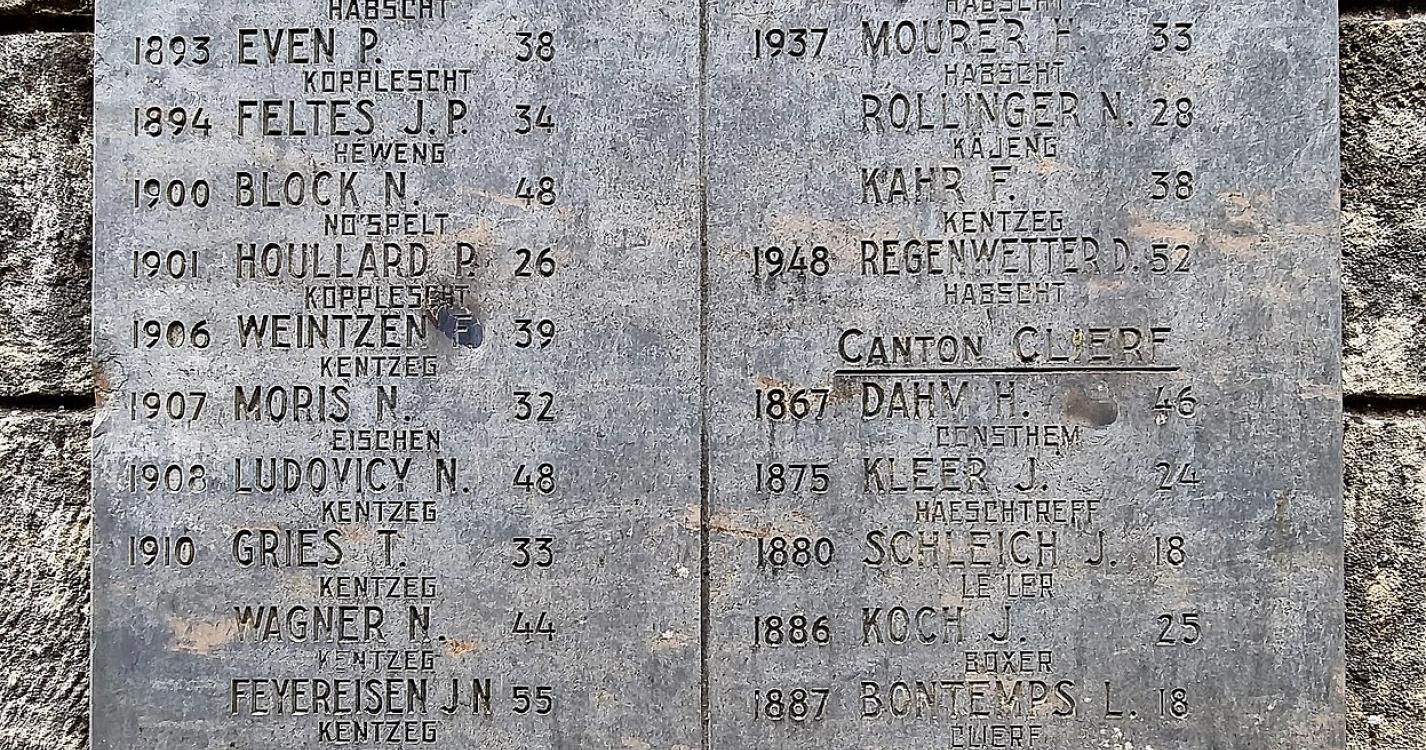 HABSCHT
1893 EVEN P. 38
KOPPLESCHT
1894 FELTES J.P. 34
HÉWENG
1900 BLOCK N. 48
NO'SPELT
1901 HOULLARD P. 26
KOPPLESCHT
1906 WEINTZEN F. 39
KENTZEG
1907 MORIS N. 32
EISCHEN
1908 LUDOVICY N. 48
KENTZEG
1910 GRIES T. 33
KENTZEG
WAGNER N. 44
KENTZEG
FEYEREISEN J.N 55
KENTZEG
HABSCHT
1937 MOURER H. 33
HABSCHT
ROLLINGER N. 28
KÄJENG
KAHR F. 38
KENTZEG
1948 REGENWETTER D. 52
HABSCHT
CANTON CLIERF
1867 DAHM H. 46
CONSTHEM
1875 KLEER J. 24
HAESCHTREFF
1880 SCHLEICH J. 18
LE'LER
1886 KOCH J. 25
BOXER
1887 BONTEMPS L. 18
CLIERF